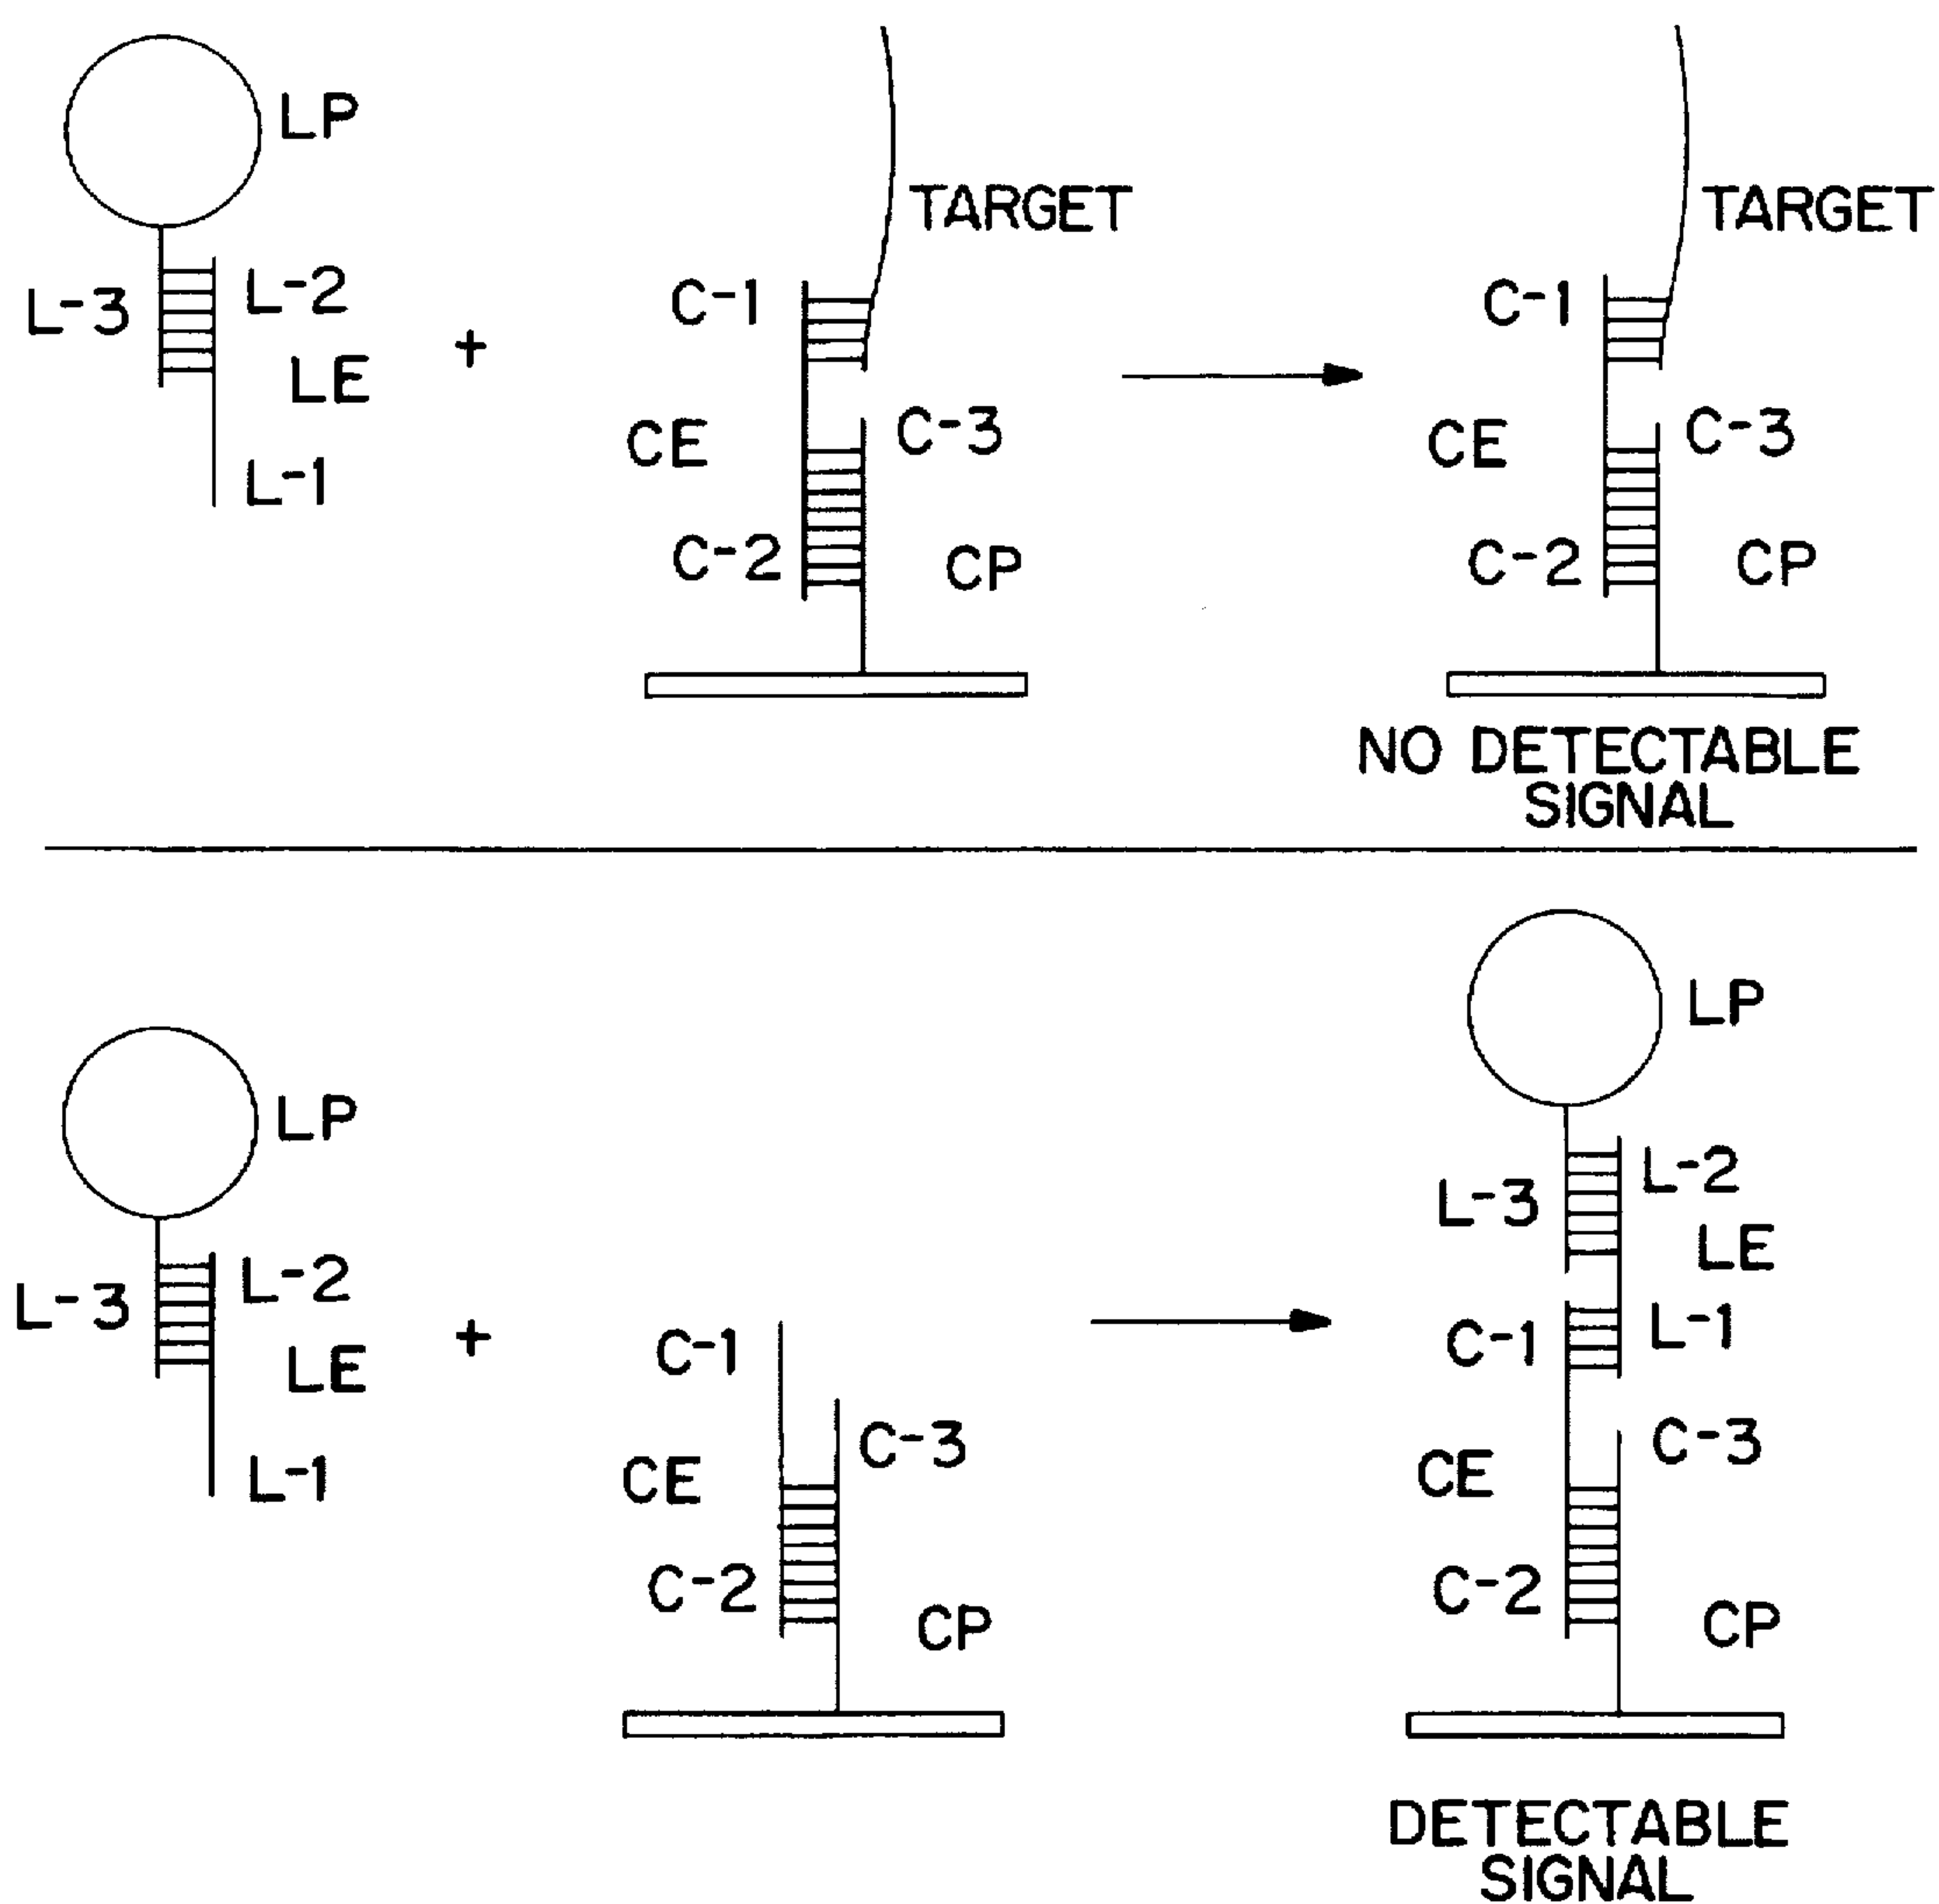 LP
TARGET
TARGET
L-3
L-2
C-1
C-1
+
LE
CE
C-3
CE
C-3
L-1
C-2
CP
C-2
CP
NO DETECTABLE
SIGNAL
LP
LP
L-3
L-2
L-3
L-2
LE
LE
+
C-1
C-1
L-1
L-1
CE
C-3
CE
C-3
C-2
CP
C-2
CP
DETECTABLE
SIGNAL